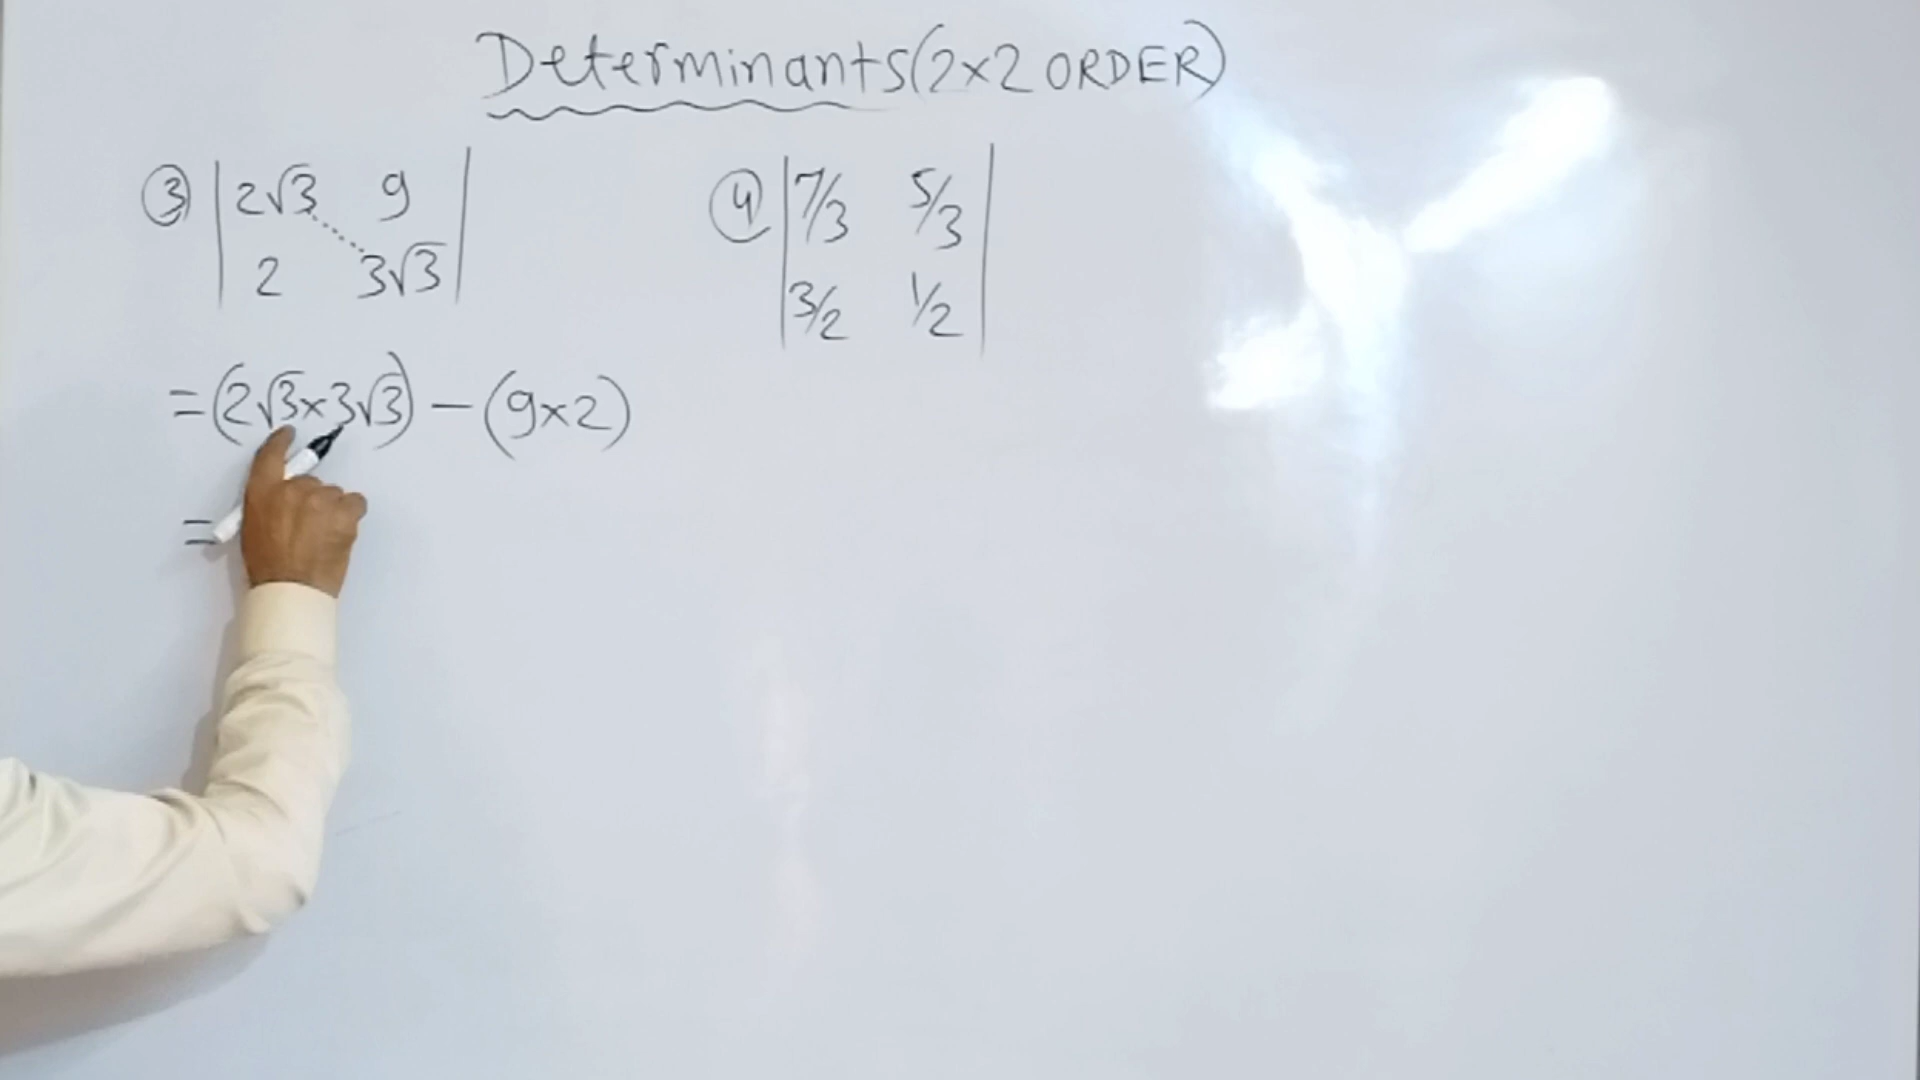 Determinants(2×2 ORDER)
③ |2√3 9|
|2 3√3|
=(2√3×3√3) - (9×2)
=
④ |7/3 5/3|
|3/2 1/2|